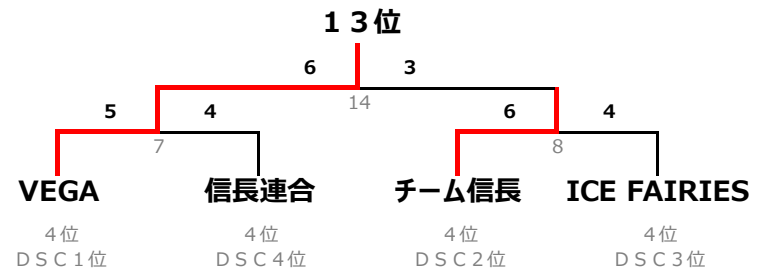 １３位
6 3
14
5 4 6 4
7 8
VEGA 信長連合 チーム信長 ICE FAIRIES
４位 ４位 ４位 ４位
ＤＳＣ１位 ＤＳＣ４位 ＤＳＣ２位 ＤＳＣ３位